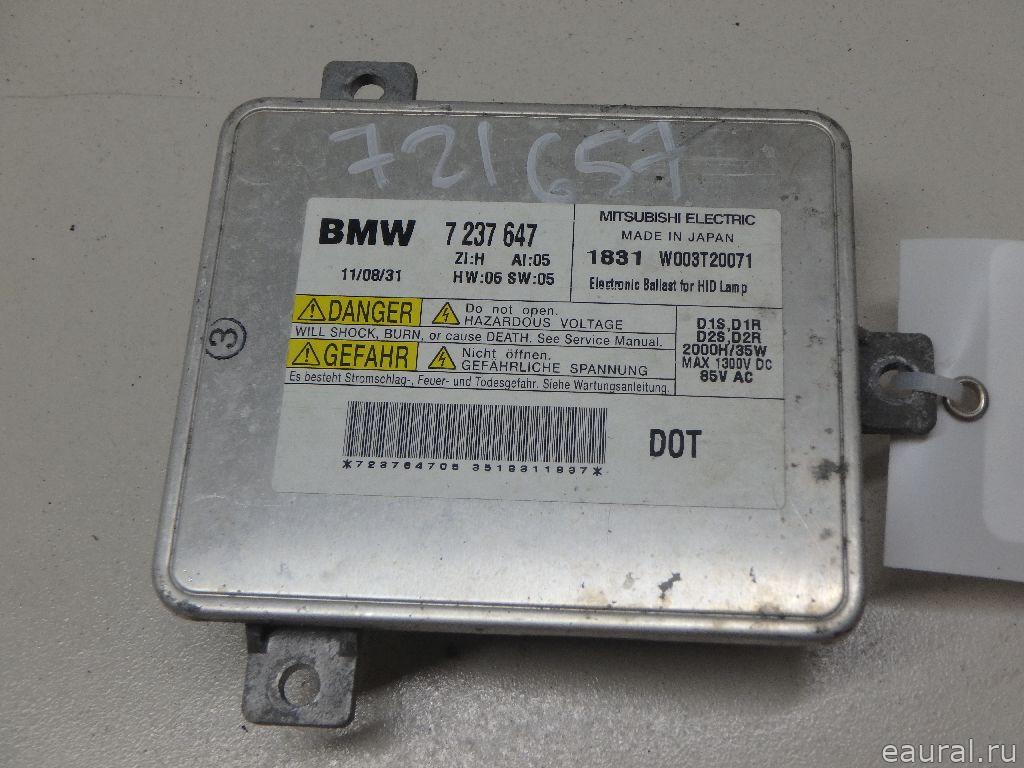 721657
BMW 7 237 647
ZI:H AI:05
11/08/31 HW:06 SW:05
MITSUBISHI ELECTRIC
MADE IN JAPAN
1831 W003T20071
Electronic Ballast for HID Lamp
DANGER Do not open.
HAZARDOUS VOLTAGE
WILL SHOCK, BURN, or cause DEATH. See Service Manual.
GEFAHR Nicht öffnen.
GEFÄHRLICHE SPANNUNG
Es besteht Stromschlag-, Feuer- und Todesgefahr. Siehe Wartungsanleitung.
D1S,D1R
D2S,D2R
2000H/35W
MAX 1300V DC
85V AC
*723764705 3518311837*
DOT
3
eaural.ru